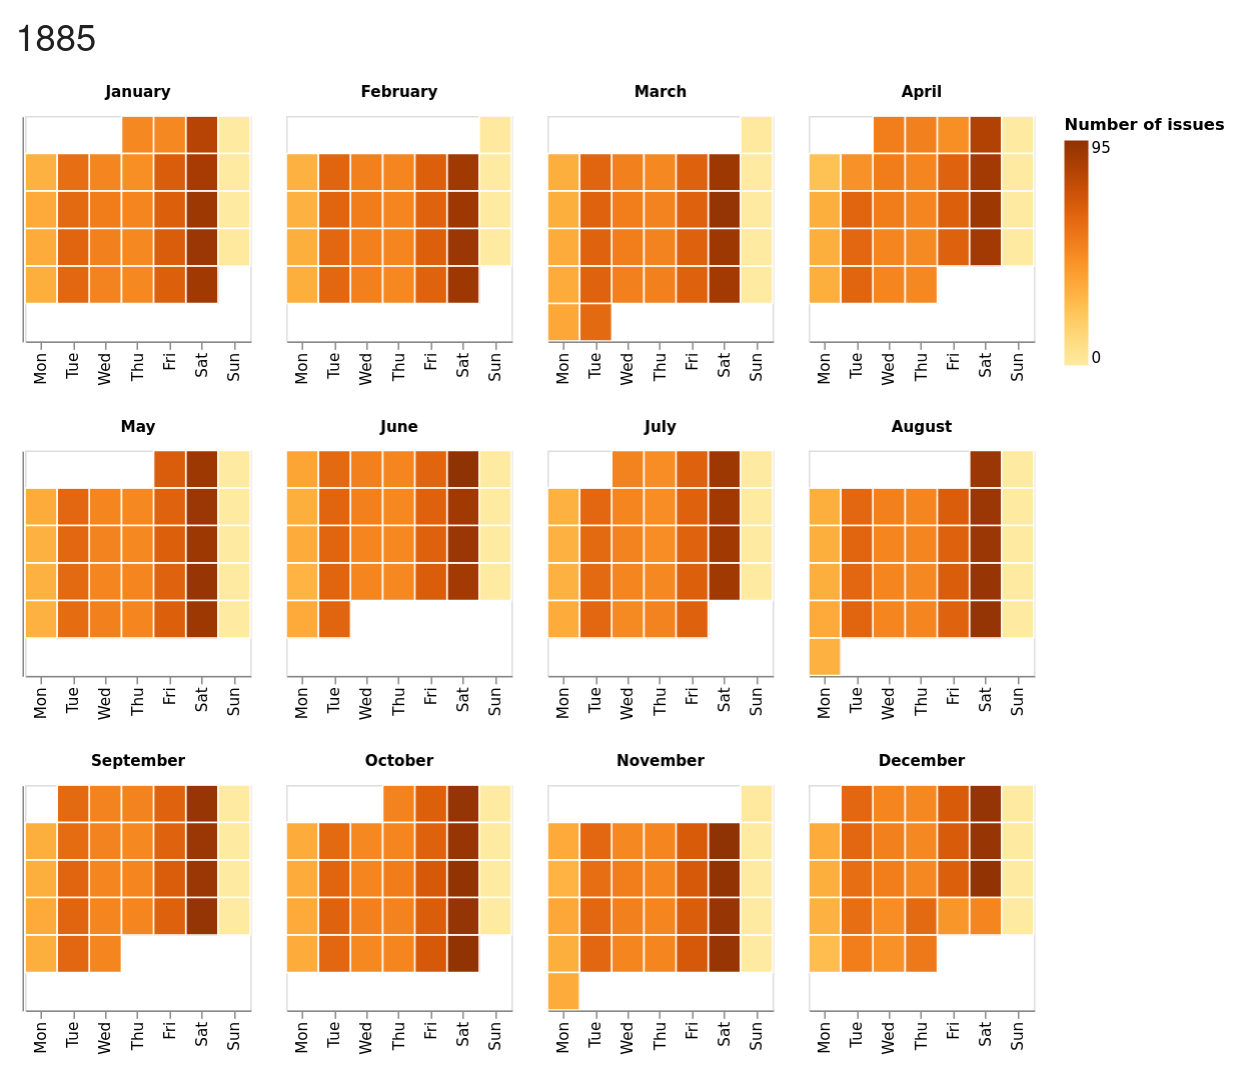 1885
January
February
March
April
Number of issues
95
0
Mon Tue Wed Thu Fri Sat Sun
Mon Tue Wed Thu Fri Sat Sun
Mon Tue Wed Thu Fri Sat Sun
Mon Tue Wed Thu Fri Sat Sun
May
June
July
August
Mon Tue Wed Thu Fri Sat Sun
Mon Tue Wed Thu Fri Sat Sun
Mon Tue Wed Thu Fri Sat Sun
Mon Tue Wed Thu Fri Sat Sun
September
October
November
December
Mon Tue Wed Thu Fri Sat Sun
Mon Tue Wed Thu Fri Sat Sun
Mon Tue Wed Thu Fri Sat Sun
Mon Tue Wed Thu Fri Sat Sun